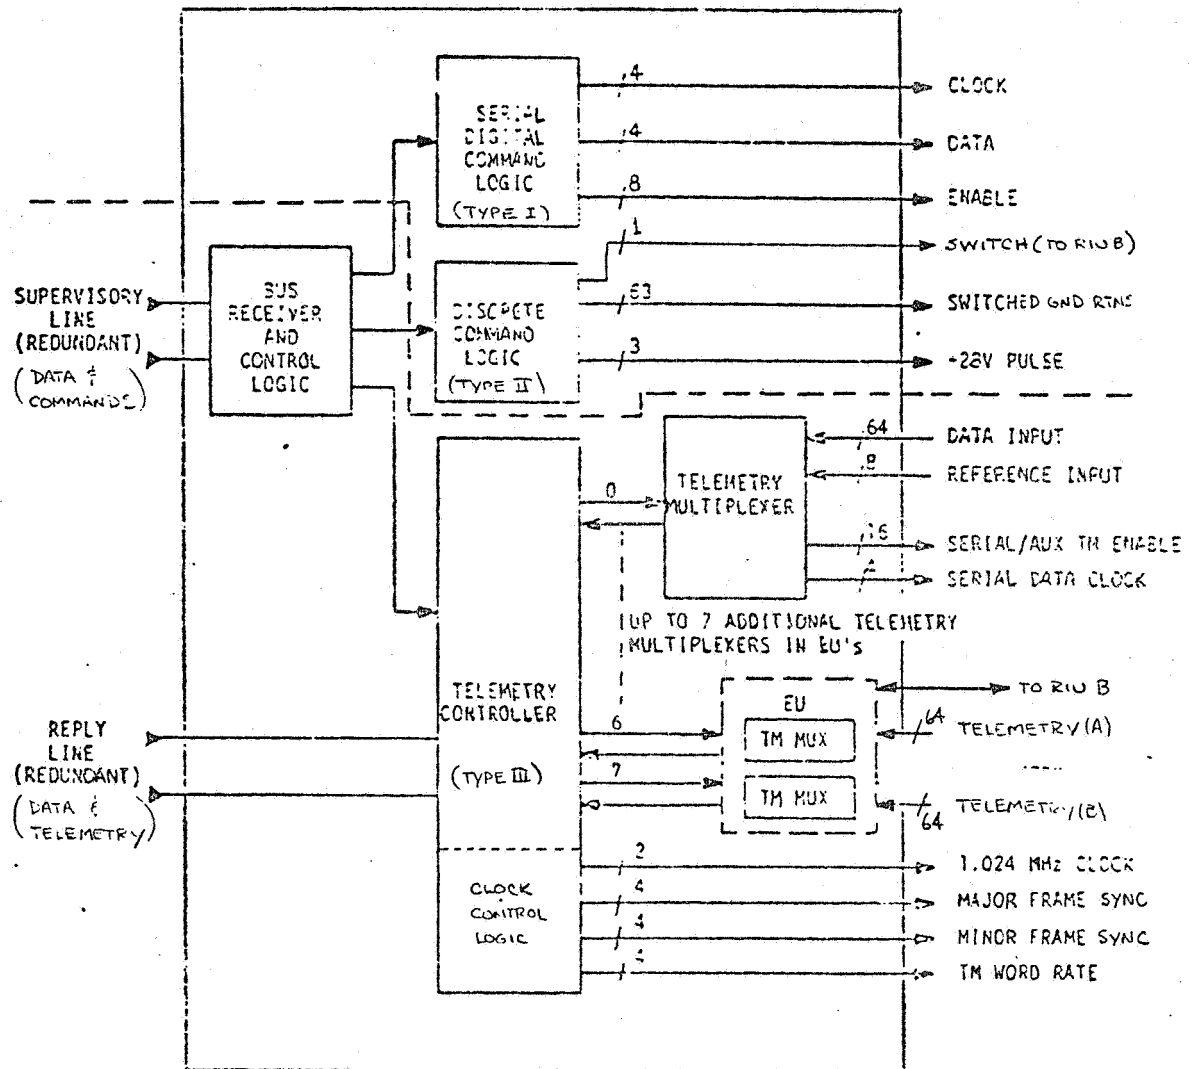 4
CLOCK
SERIAL
DIGITAL
COMMAND
LOGIC
(TYPE I)
4
DATA
8
ENABLE
1
SWITCH (TO RIU B)
BUS
RECEIVER
AND
CONTROL
LOGIC
SUPERVISORY
LINE
(REDUNDANT)
(DATA &
COMMANDS)
DISCRETE
COMMAND
LOGIC
(TYPE II)
63
SWITCHED GND RTNS
3
+28V PULSE
64
DATA INPUT
8
REFERENCE INPUT
TELEMETRY
MULTIPLEXER
0
16
SERIAL/AUX TM ENABLE
SERIAL DATA CLOCK
UP TO 7 ADDITIONAL TELEMETRY
MULTIPLEXERS IN EU's
TELEMETRY
CONTROLLER
(TYPE III)
REPLY
LINE
(REDUNDANT)
(DATA &
TELEMETRY)
EU
TO RIU B
6
TM MUX
64
TELEMETRY (A)
7
TM MUX
64
TELEMETRY (B)
CLOCK
CONTROL
LOGIC
2
1.024 MHz CLOCK
4
MAJOR FRAME SYNC
4
MINOR FRAME SYNC
TM WORD RATE